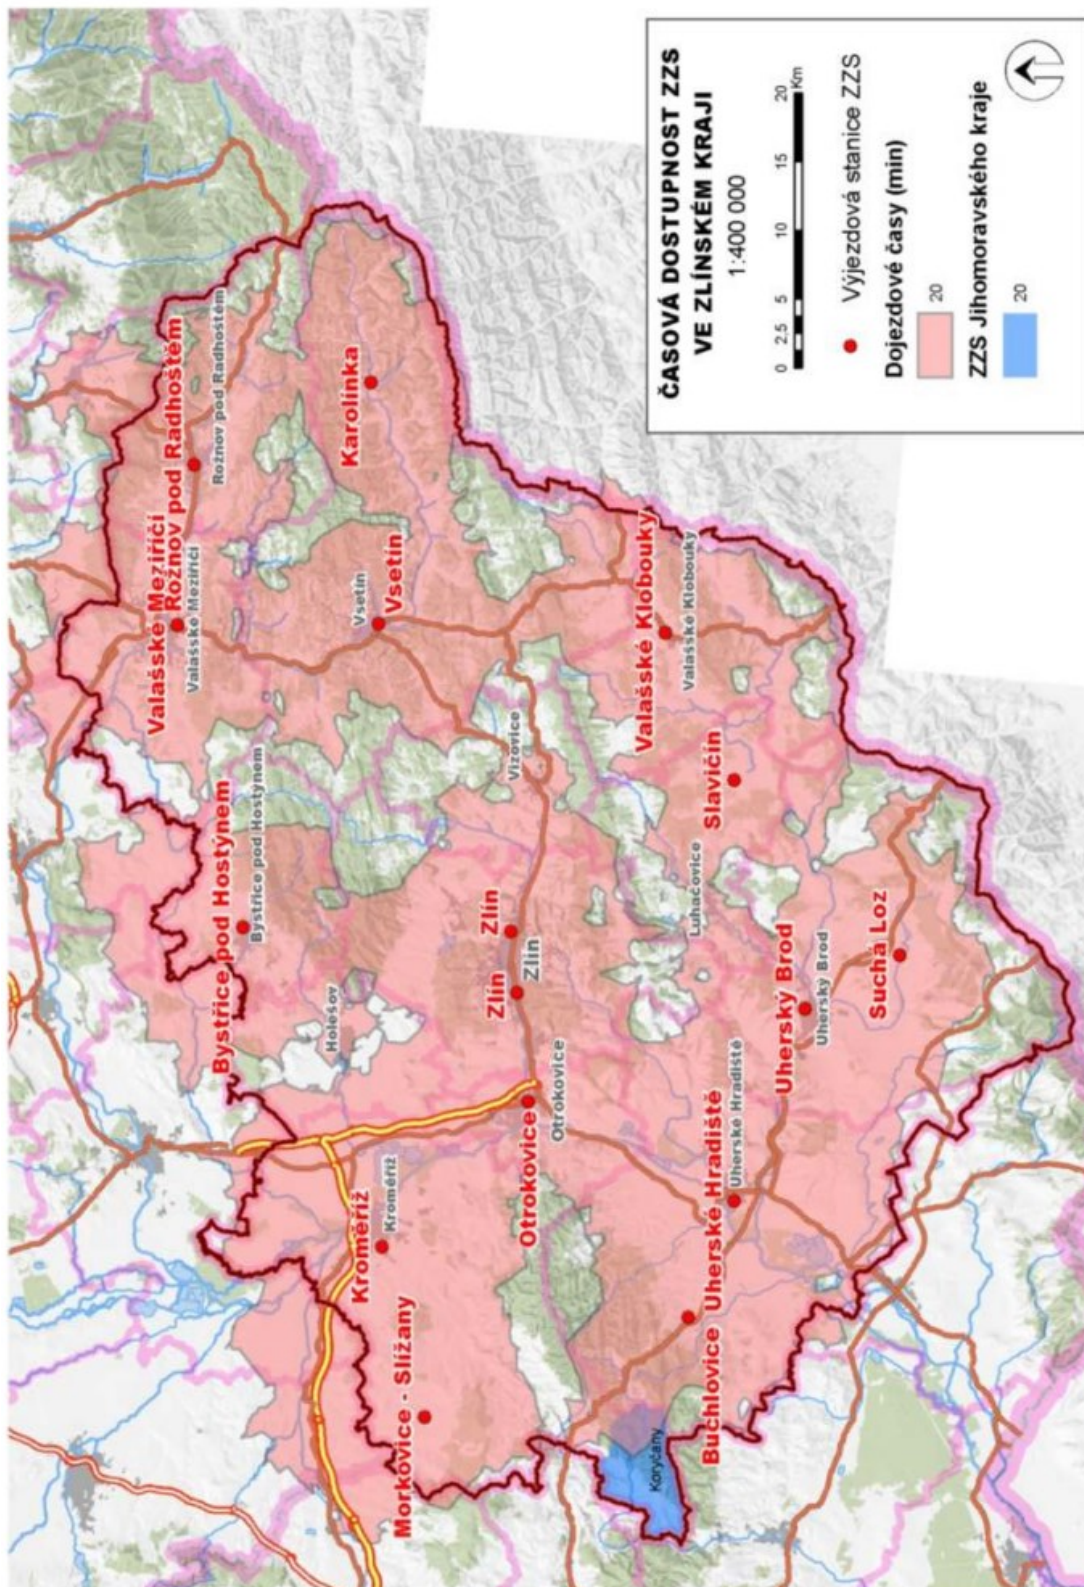 ČASOVÁ DOSTUPNOST ZZS
VE ZLÍNSKÉM KRAJI
1:400 000
0 2,5 5 10 15 20 Km
Výjezdová stanice ZZS
Dojezdové časy (min)
20
ZZS Jihomoravského kraje
20
Valašské Meziříčí
Valašské Meziříčí
Rožnov pod Radhoštěm
Rožnov pod Radhoštěm
Bystřice pod Hostýnem
Bystřice pod Hostýnem
Karolinka
Vsetín
Vsetín
Holešov
Kroměříž
Kroměříž
Morkovice - Slížany
Zlín
Zlín
Zlín
Vizovice
Otrokovice
Otrokovice
Valašské Klobouky
Valašské Klobouky
Slavičín
Luhačovice
Koryčany
Buchlovice
Uherské Hradiště
Uherské Hradiště
Uherský Brod
Uherský Brod
Suchá Loz